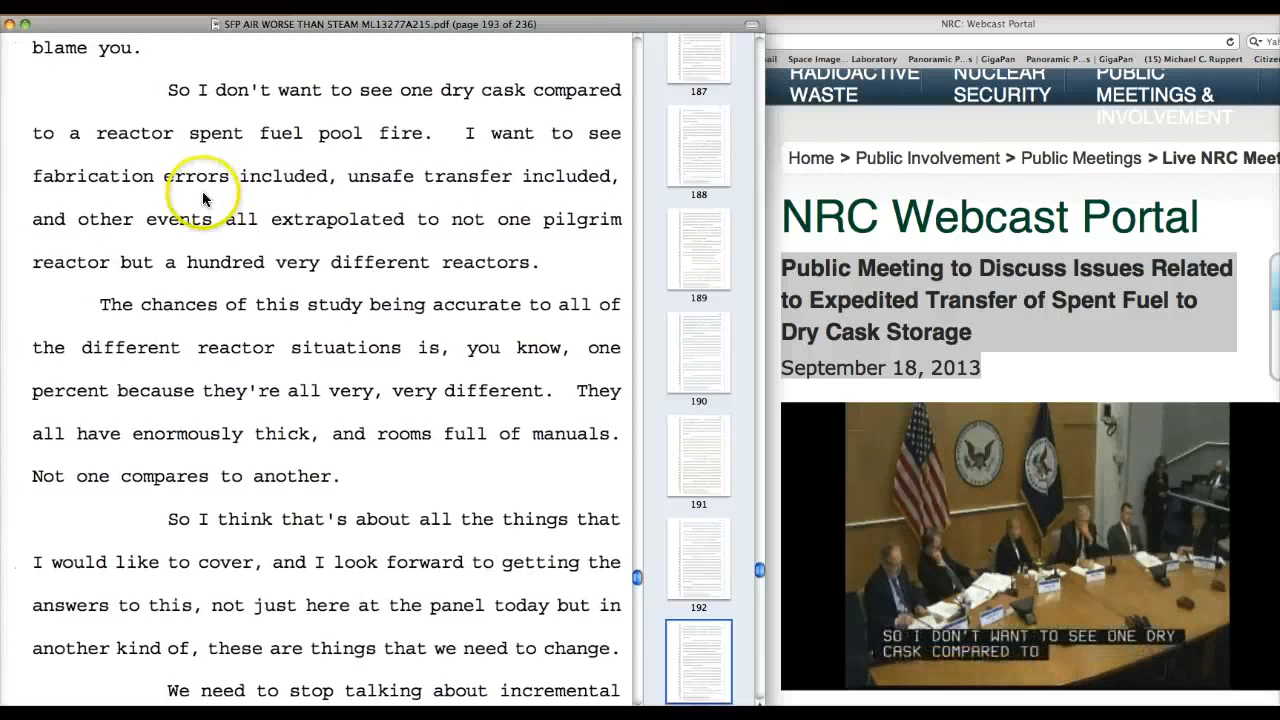 SFP AIR WORSE THAN STEAM ML13277A215.pdf (page 193 of 236)
blame you.
So I don't want to see one dry cask compared
to a reactor spent fuel pool fire. I want to see
fabrication errors included, unsafe transfer included,
and other events all extrapolated to not one pilgrim
reactor but a hundred very different reactors.
The chances of this study being accurate to all of
the different reactor situations is, you know, one
percent because they're all very, very different. They
all have enormously thick, and rooms full of manuals.
Not one compares to another.
So I think that's about all the things that
I would like to cover, and I look forward to getting the
answers to this, not just here at the panel today but in
another kind of, these are things that we need to change.
We need to stop talking about incremental
187
188
189
190
191
192
NRC: Webcast Portal
Yal
ail Space Image... Laboratory Panoramic P...s | GigaPan Panoramic P...s | GigaPan (15) Michael C. Ruppert Citizen
RADIOACTIVE
WASTE
NUCLEAR
SECURITY
PUBLIC
MEETINGS &
INVOLVEMENT
Home > Public Involvement > Public Meetings > Live NRC Mee
NRC Webcast Portal
Public Meeting to Discuss Issues Related
to Expedited Transfer of Spent Fuel to
Dry Cask Storage
September 18, 2013
SO I DON'T WANT TO SEE ONE DRY
CASK COMPARED TO